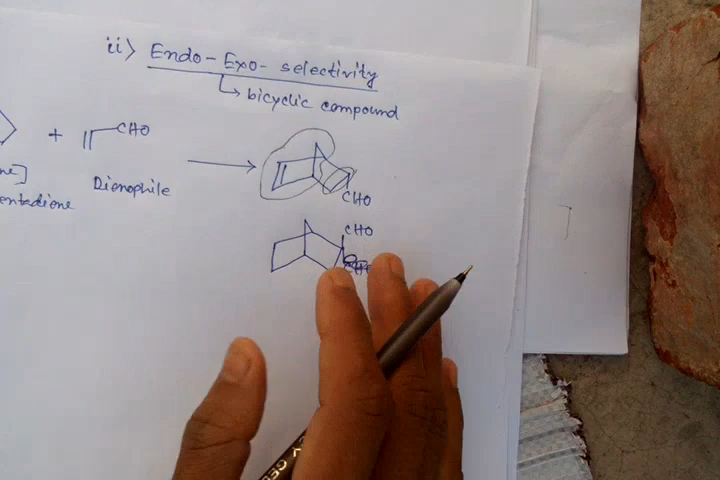 ii> Endo-Exo- selectivity
↳ bicyclic compound
+ CHO
ne]
Dienophile
entadiene
CHO
CHO